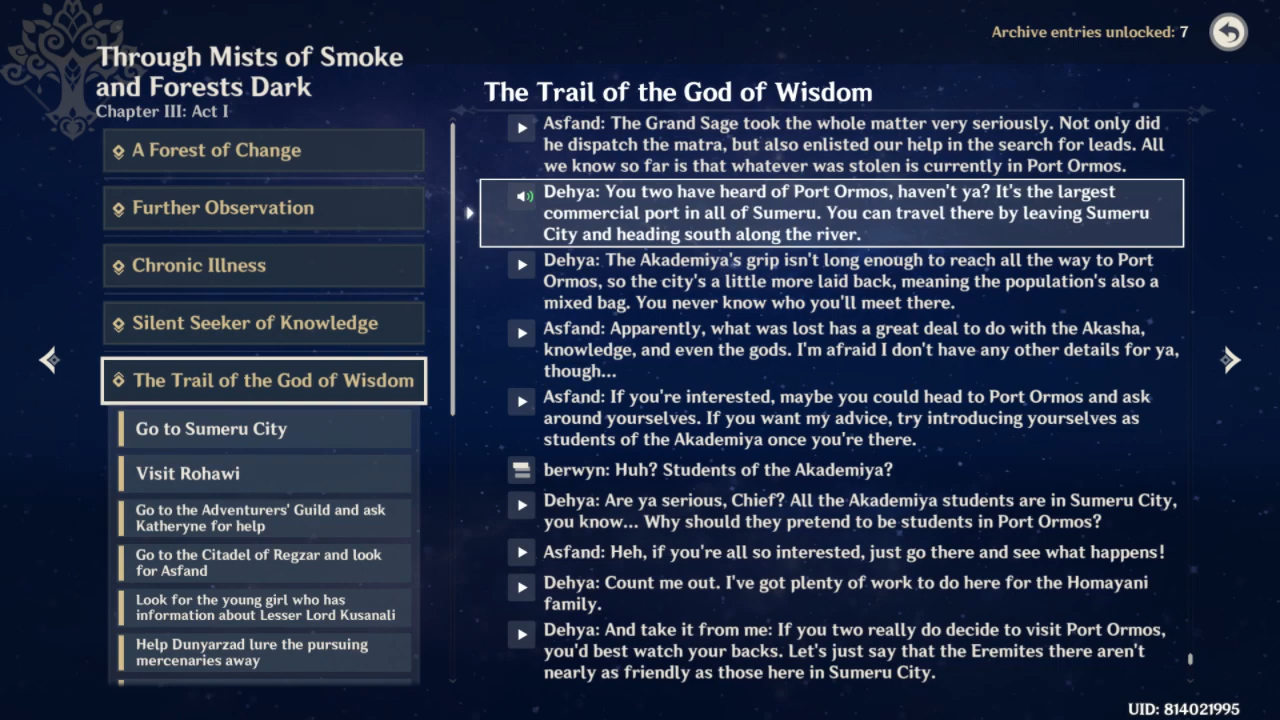 Archive entries unlocked: 7
Through Mists of Smoke
and Forests Dark
Chapter III: Act I
A Forest of Change
Further Observation
Chronic Illness
Silent Seeker of Knowledge
The Trail of the God of Wisdom
Go to Sumeru City
Visit Rohawi
Go to the Adventurers' Guild and ask
Katheryne for help
Go to the Citadel of Regzar and look
for Asfand
Look for the young girl who has
information about Lesser Lord Kusanali
Help Dunyarzad lure the pursuing
mercenaries away
The Trail of the God of Wisdom
Asfand: The Grand Sage took the whole matter very seriously. Not only did
he dispatch the matra, but also enlisted our help in the search for leads. All
we know so far is that whatever was stolen is currently in Port Ormos.
Dehya: You two have heard of Port Ormos, haven't ya? It's the largest
commercial port in all of Sumeru. You can travel there by leaving Sumeru
City and heading south along the river.
Dehya: The Akademiya's grip isn't long enough to reach all the way to Port
Ormos, so the city's a little more laid back, meaning the population's also a
mixed bag. You never know who you'll meet there.
Asfand: Apparently, what was lost has a great deal to do with the Akasha,
knowledge, and even the gods. I'm afraid I don't have any other details for ya,
though...
Asfand: If you're interested, maybe you could head to Port Ormos and ask
around yourselves. If you want my advice, try introducing yourselves as
students of the Akademiya once you're there.
berwyn: Huh? Students of the Akademiya?
Dehya: Are ya serious, Chief? All the Akademiya students are in Sumeru City,
you know... Why should they pretend to be students in Port Ormos?
Asfand: Heh, if you're all so interested, just go there and see what happens!
Dehya: Count me out. I've got plenty of work to do here for the Homayani
family.
Dehya: And take it from me: If you two really do decide to visit Port Ormos,
you'd best watch your backs. Let's just say that the Eremites there aren't
nearly as friendly as those here in Sumeru City.
UID: 814021995